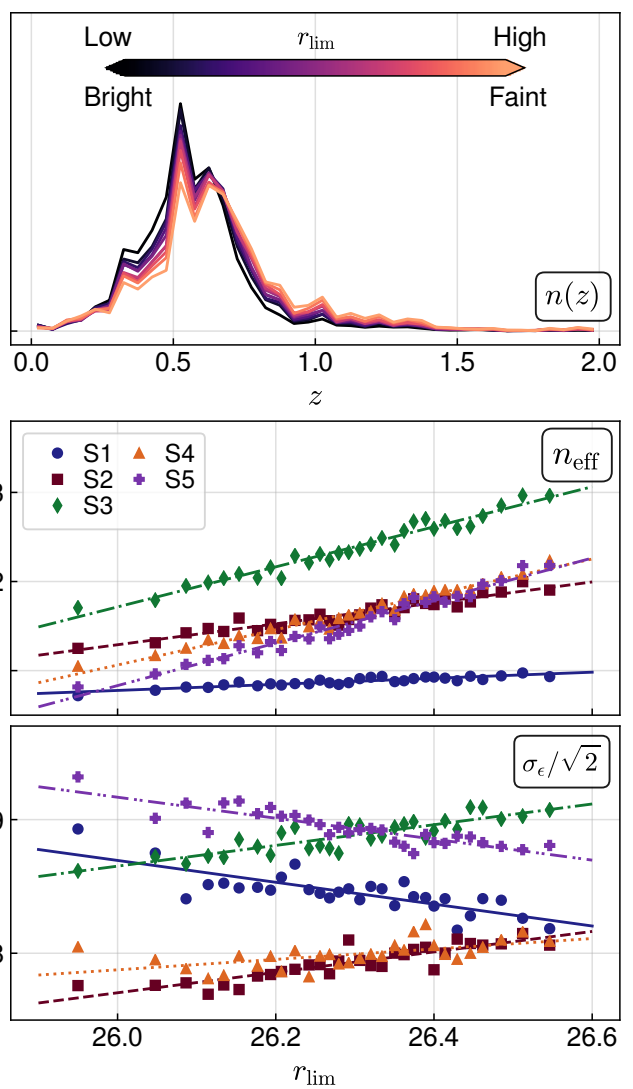 Low r_lim High
Bright Faint
n(z)
0.0 0.5 1.0 1.5 2.0
z
S1 S4 n_eff
S2 S5
S3
σ_ϵ/√2
26.0 26.2 26.4 26.6
r_lim